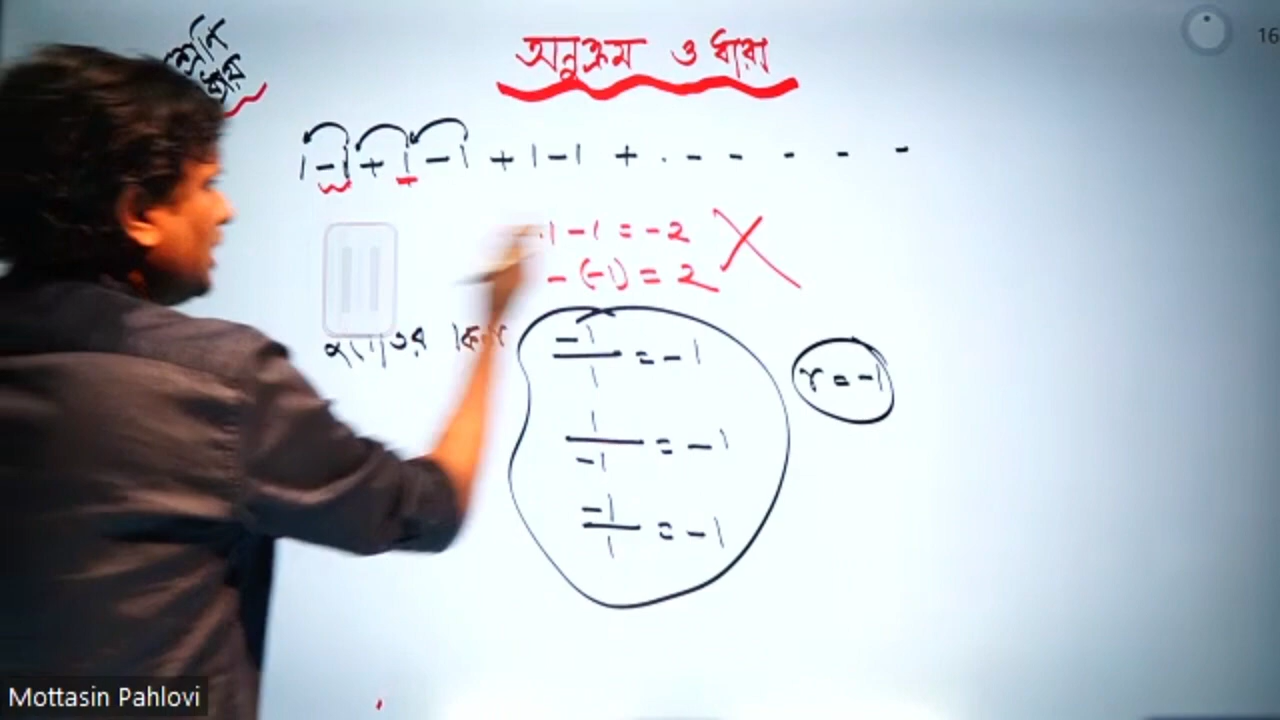 শ্রেণি
অনুক্রম ও ধারা
16
1 - 1 + 1 - 1 + 1 - 1 + . - - - - -
-1 - 1 = -2
- (-1) = 2
-1/1 = -1
r = -1
1/-1 = -1
-1/1 = -1
Mottasin Pahlovi